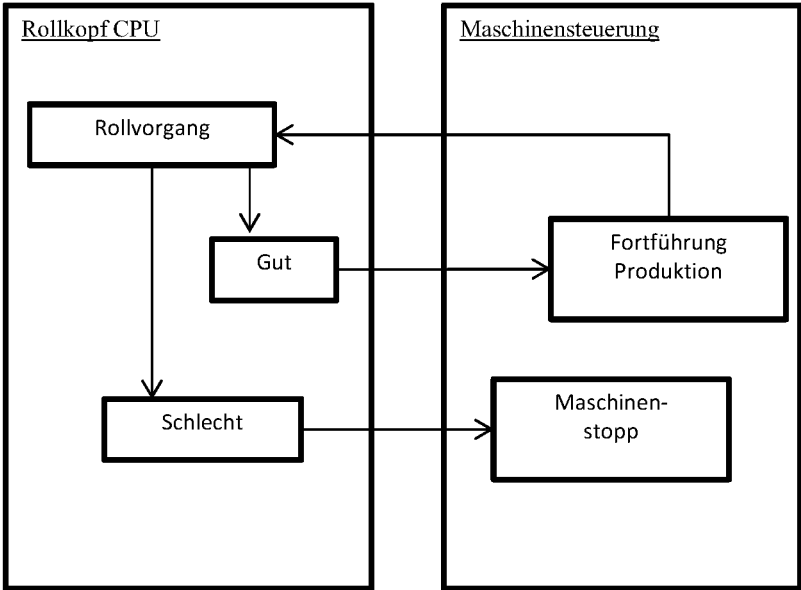 Rollkopf CPU
Maschinensteuerung
Rollvorgang
Gut
Fortführung
Produktion
Schlecht
Maschinen-
stopp